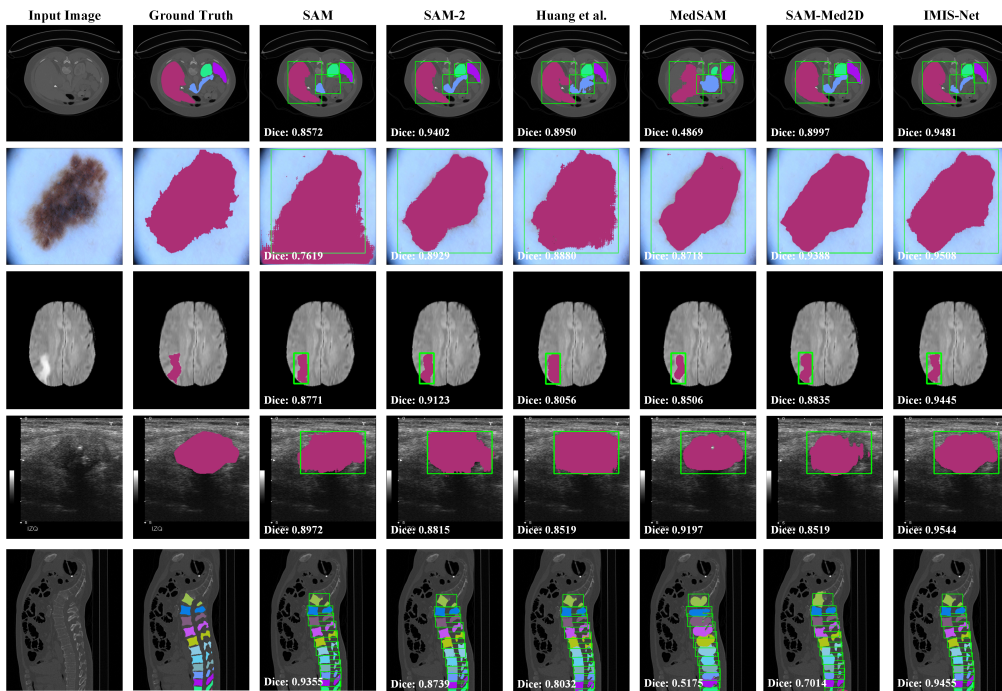 Input Image Ground Truth SAM SAM-2 Huang et al. MedSAM SAM-Med2D IMIS-Net
Dice: 0.8572 Dice: 0.9402 Dice: 0.8950 Dice: 0.4869 Dice: 0.8997 Dice: 0.9481
Dice: 0.7619 Dice: 0.8929 Dice: 0.8880 Dice: 0.8718 Dice: 0.9388 Dice: 0.9508
Dice: 0.8771 Dice: 0.9123 Dice: 0.8056 Dice: 0.8506 Dice: 0.8835 Dice: 0.9445
IZQ IZQ
Dice: 0.8972 Dice: 0.8815 Dice: 0.8519 Dice: 0.9197 Dice: 0.8519 Dice: 0.9544
Dice: 0.9355 Dice: 0.8739 Dice: 0.8032 Dice: 0.5175 Dice: 0.7014 Dice: 0.9455